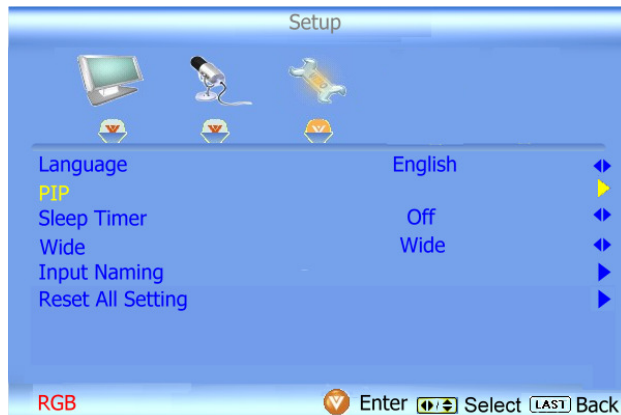 Setup
Language English
PIP
Sleep Timer Off
Wide Wide
Input Naming
Reset All Setting
RGB Enter Select LAST Back